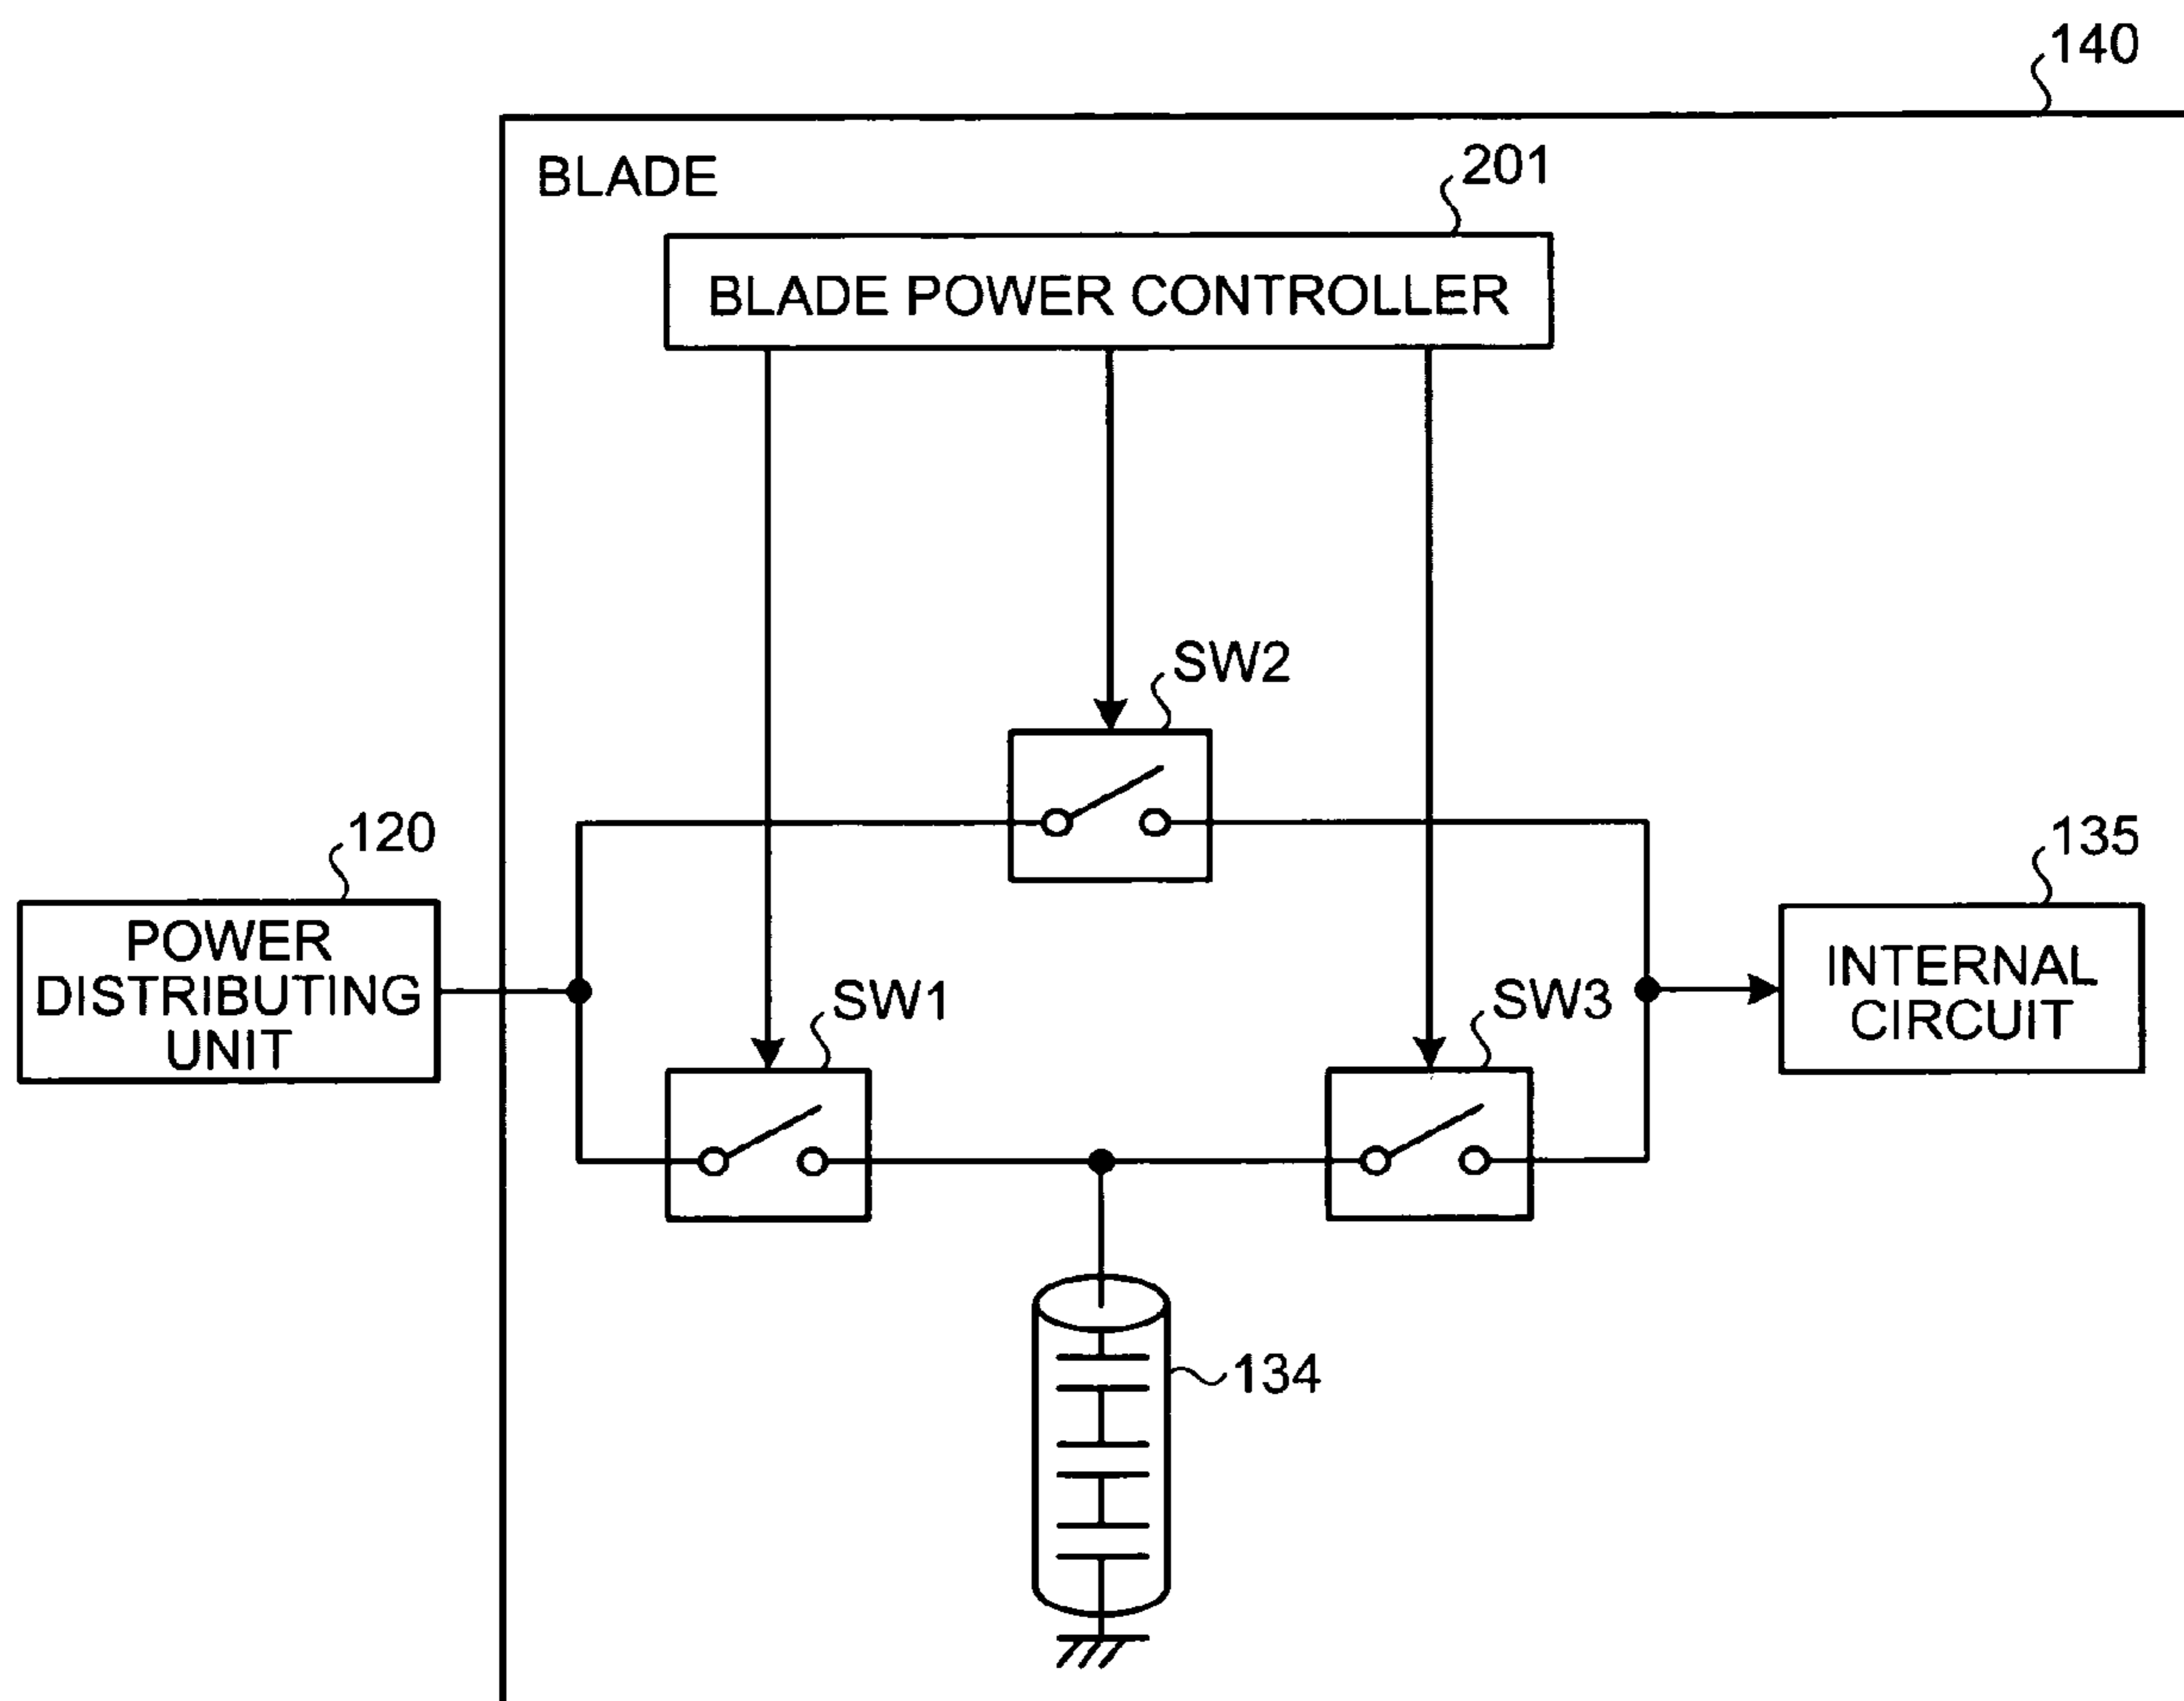 140
BLADE
201
BLADE POWER CONTROLLER
SW2
120
135
POWER
DISTRIBUTING
UNIT
INTERNAL
CIRCUIT
SW1
SW3
134